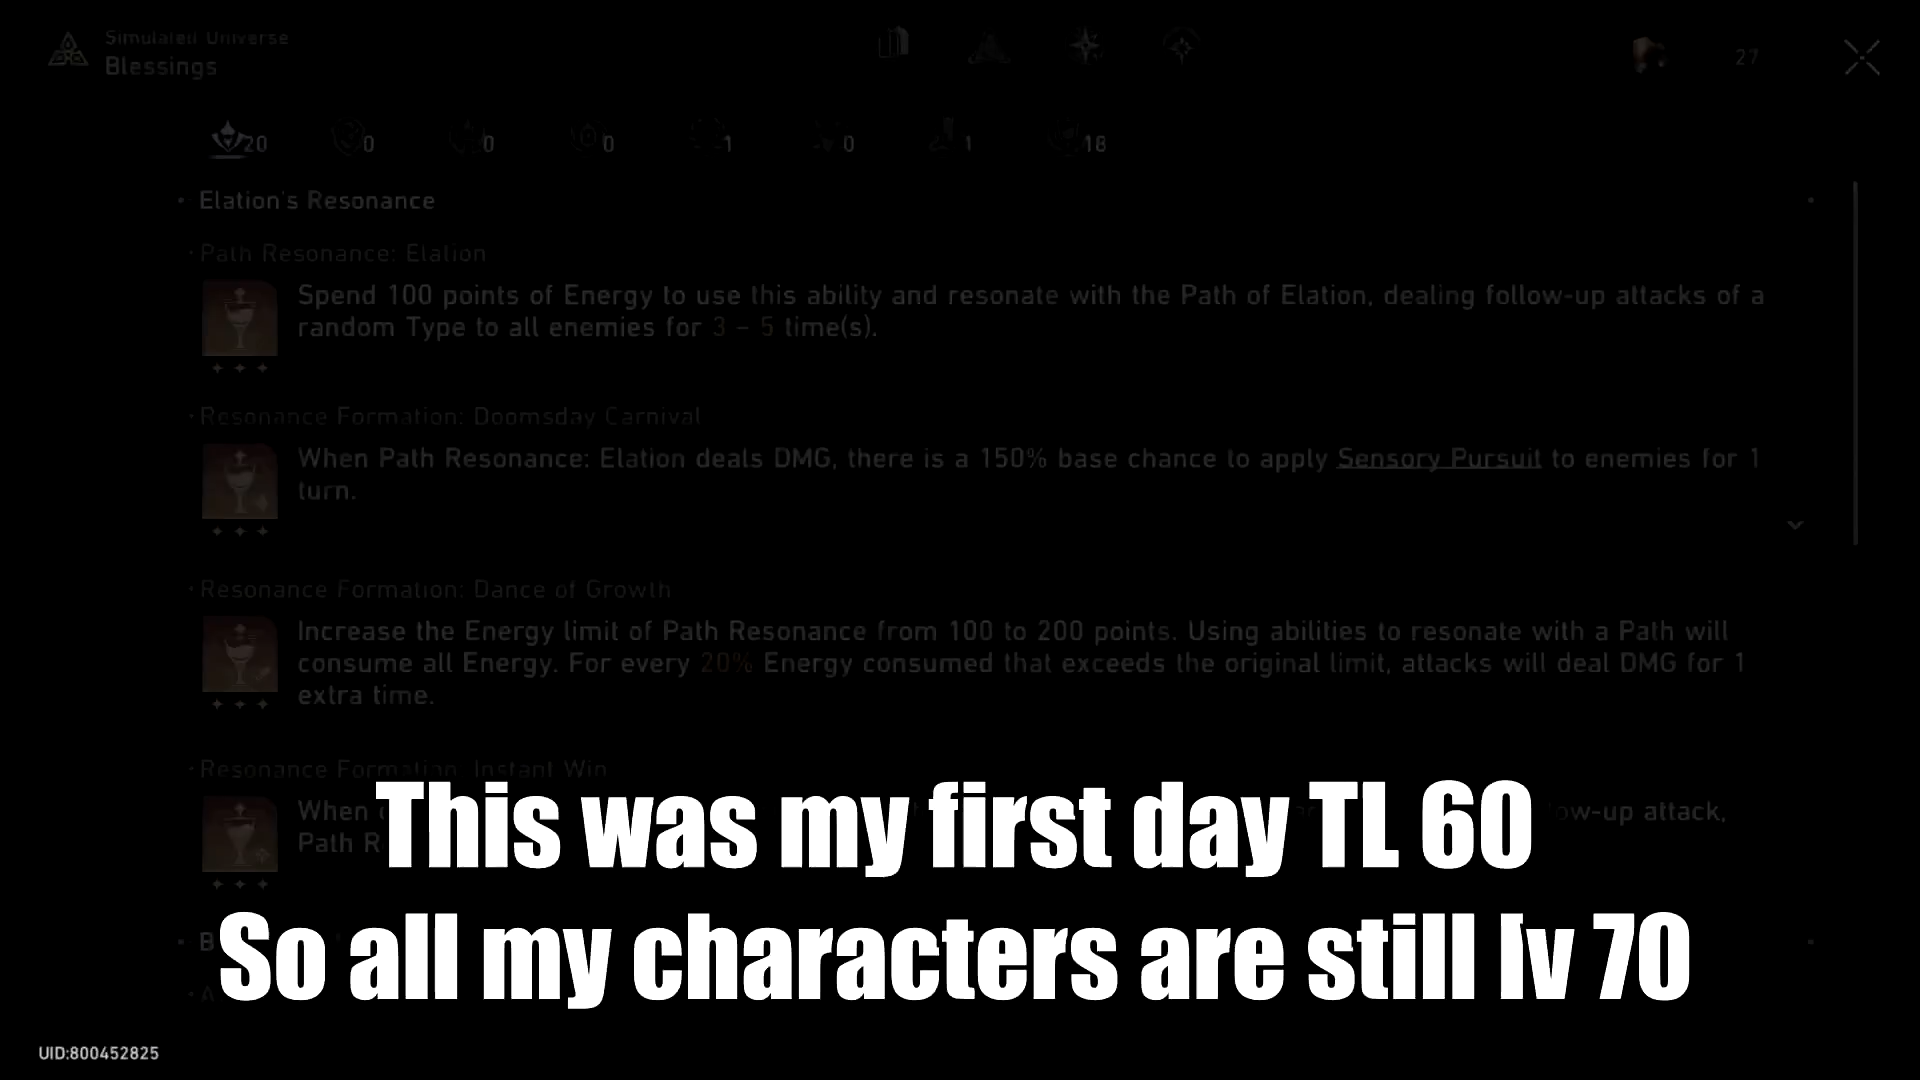 Simulated Universe
Blessings
27
20 0 0 0 1 0 1 18
Elation's Resonance
Path Resonance: Elation
Spend 100 points of Energy to use this ability and resonate with the Path of Elation, dealing follow-up attacks of a
random Type to all enemies for 3 – 5 time(s).
Resonance Formation: Doomsday Carnival
When Path Resonance: Elation deals DMG, there is a 150% base chance to apply Sensory Pursuit to enemies for 1
turn.
Resonance Formation: Dance of Growth
Increase the Energy limit of Path Resonance from 100 to 200 points. Using abilities to resonate with a Path will
consume all Energy. For every 20% Energy consumed that exceeds the original limit, attacks will deal DMG for 1
extra time.
Resonance Formation: Instant Win
When
attack,
Path
This was my first day TL 60
So all my characters are still lv 70
UID:800452825